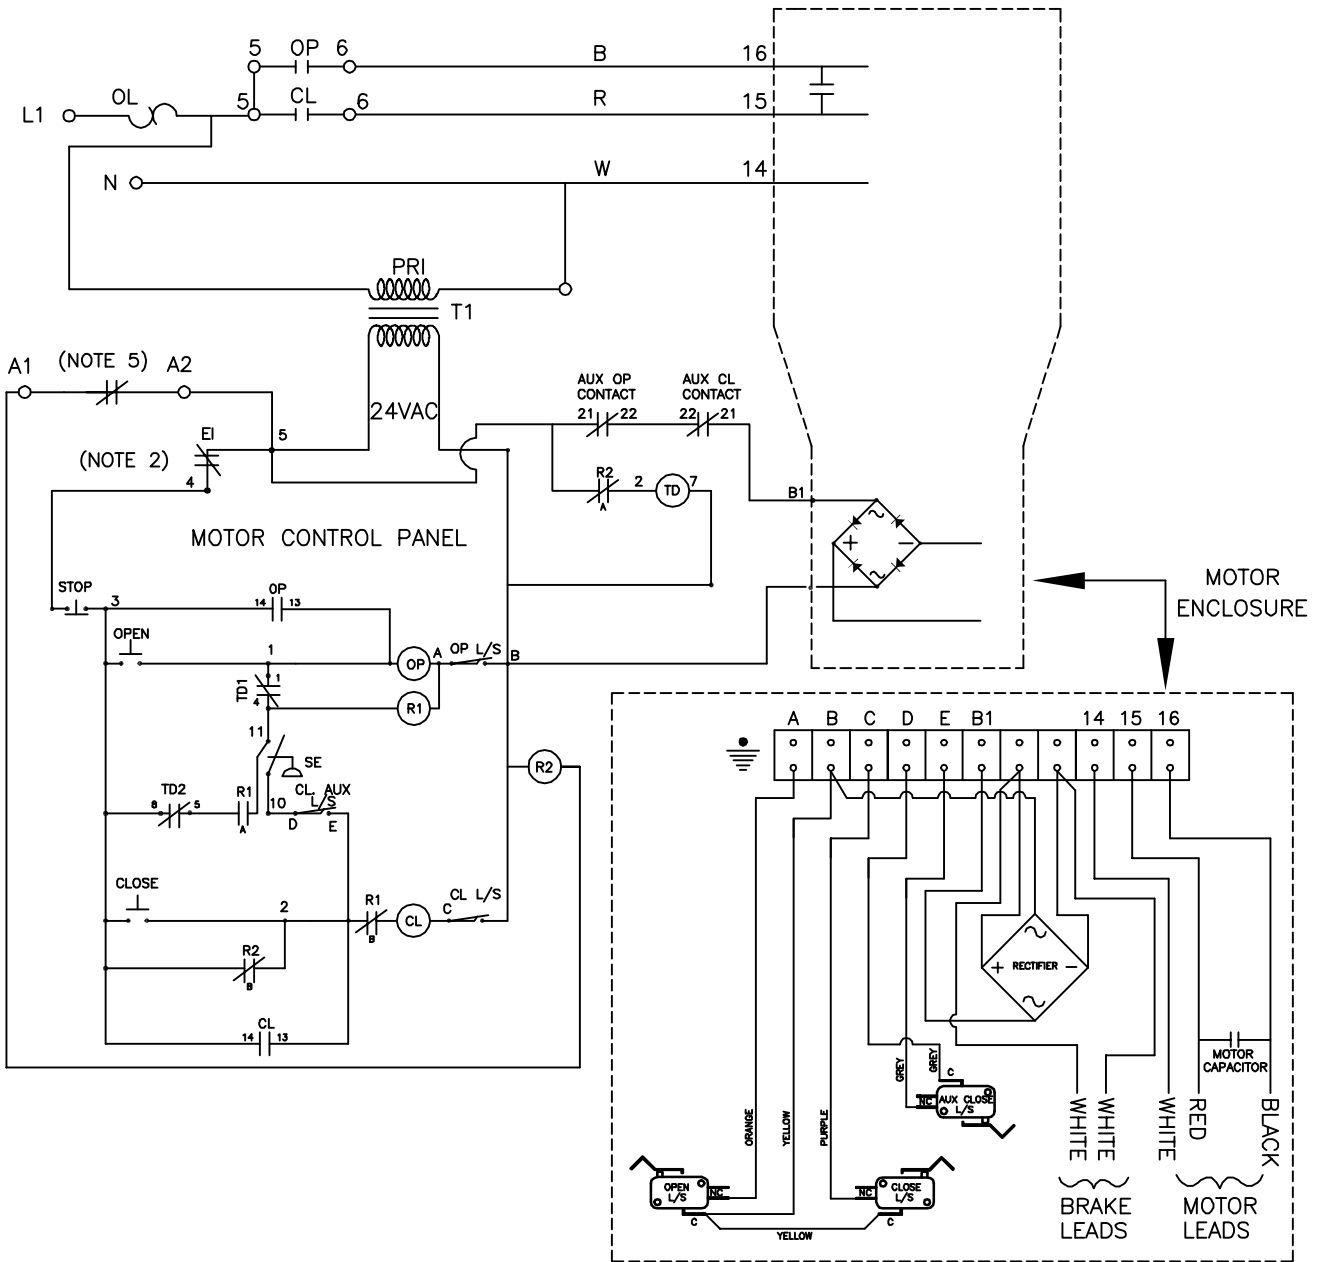 5 OP 6 B 16
L1 OL 5 CL 6 R 15
N W 14
PRI
T1
A1 (NOTE 5) A2
24VAC
AUX OP
CONTACT
AUX CL
CONTACT
21 22
22 21
EI
5
(NOTE 2)
4
R2
A
2
TD
7
B1
+
-
MOTOR CONTROL PANEL
MOTOR
ENCLOSURE
STOP
3
OP
14 13
OPEN
1
OP
A
OP L/S
B
TD1
1
4
R1
11
SE
R2
TD2
8 5
R1
A
10
CL. AUX
L/S
D E
CLOSE
2
R1
B
CL
C
CL L/S
R2
B
CL
14 13
A B C D E B1 14 15 16
+ RECTIFIER -
MOTOR
CAPACITOR
GREY
GREY
C
NC
AUX CLOSE
L/S
ORANGE
YELLOW
PURPLE
WHITE
WHITE
WHITE
RED
BLACK
OPEN
L/S
NC
C
NC
CLOSE
L/S
C
YELLOW
BRAKE
LEADS
MOTOR
LEADS